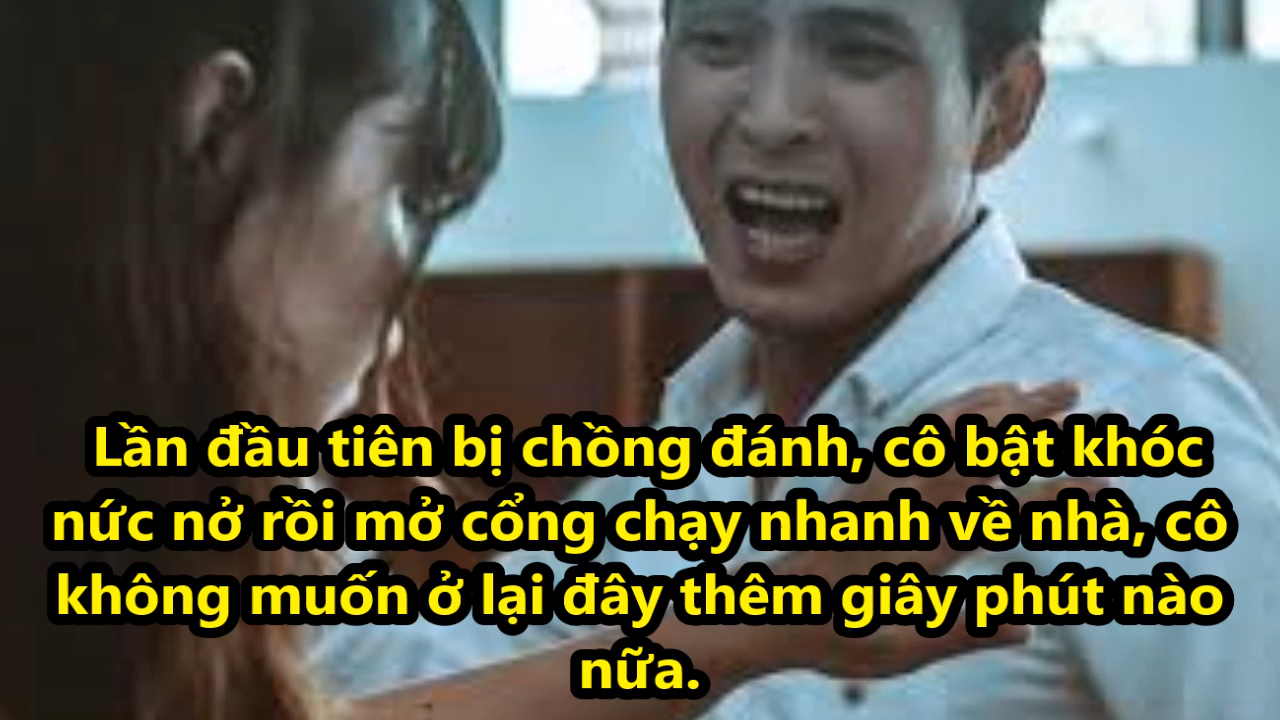 Lần đầu tiên bị chồng đánh, cô bật khóc
nức nở rồi mở cổng chạy nhanh về nhà, cô
không muốn ở lại đây thêm giây phút nào
nữa.